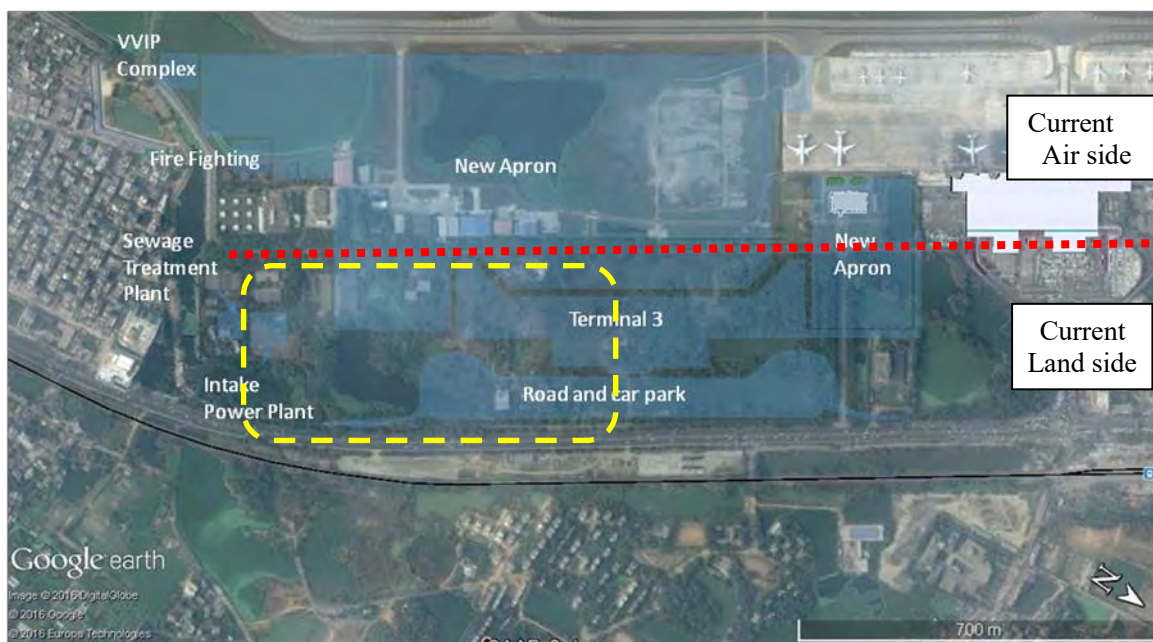 VVIP
Complex
Current
Air side
Fire Fighting
New Apron
Sewage
Treatment
Plant
New
Apron
Terminal 3
Current
Land side
Intake
Power Plant
Road and car park
Google earth
Image © 2016 DigitalGlobe
© 2016 Google
© 2016 Europa Technologies
N
700 m